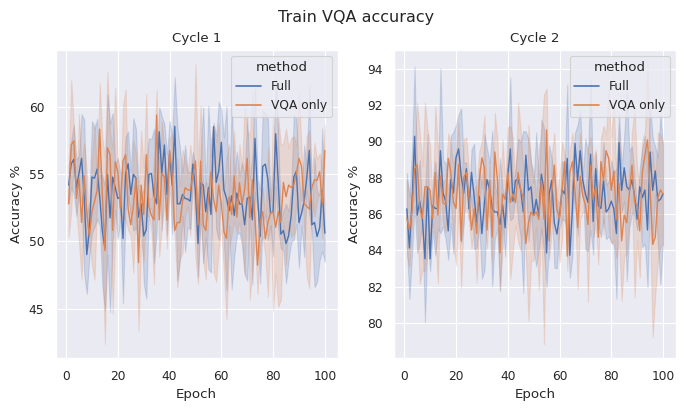 Train VQA accuracy
Cycle 1
Cycle 2
method
Full
VQA only
method
Full
VQA only
Accuracy %
60
55
50
45
0
20
40
60
80
100
Epoch
Accuracy %
94
92
90
88
86
84
82
80
0
20
40
60
80
100
Epoch